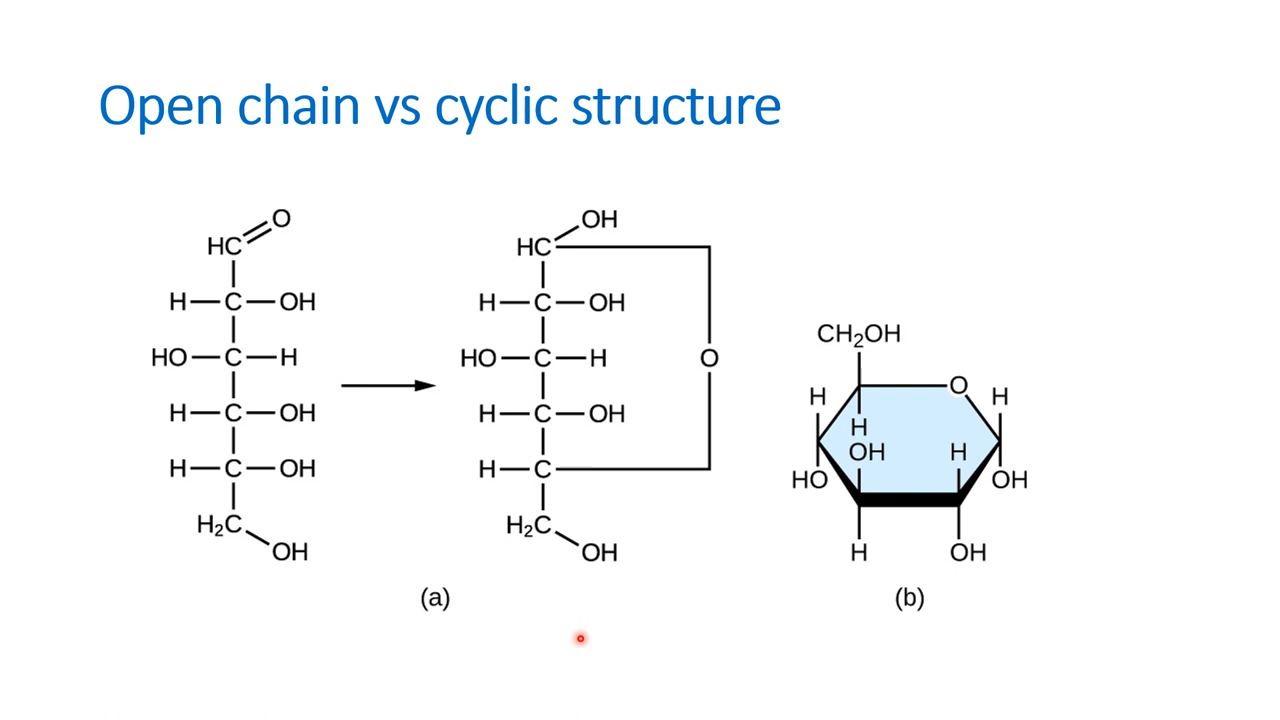 Open chain vs cyclic structure
O
HC
H C OH
HO C H
H C OH
H C OH
H₂C
OH
OH
HC
H C OH
HO C H O
H C OH
H C
H₂C
OH
(a)
CH₂OH
H O H
H
OH H
HO OH
H OH
(b)